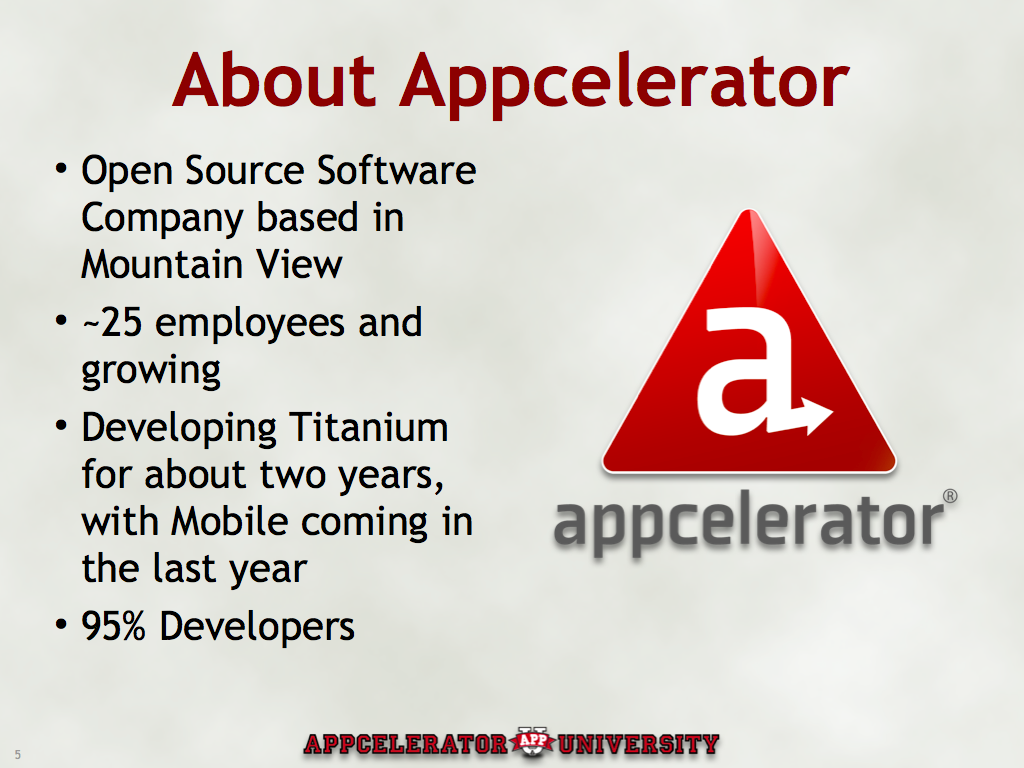 About Appcelerator
• Open Source Software
Company based in
Mountain View
• ~25 employees and
growing
• Developing Titanium
for about two years,
with Mobile coming in
the last year
• 95% Developers
a
appcelerator®
5
APPCELERATOR U APP UNIVERSITY